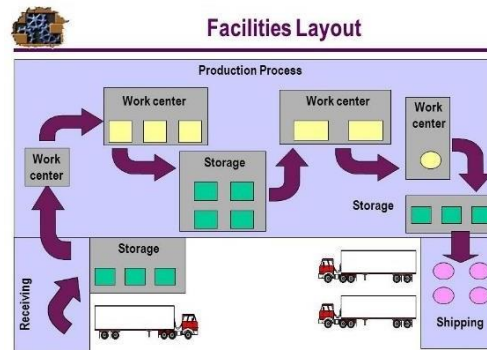 Facilities Layout
Production Process
Work center
Work center
Work
center
Work
center
Storage
Storage
Storage
Receiving
Shipping